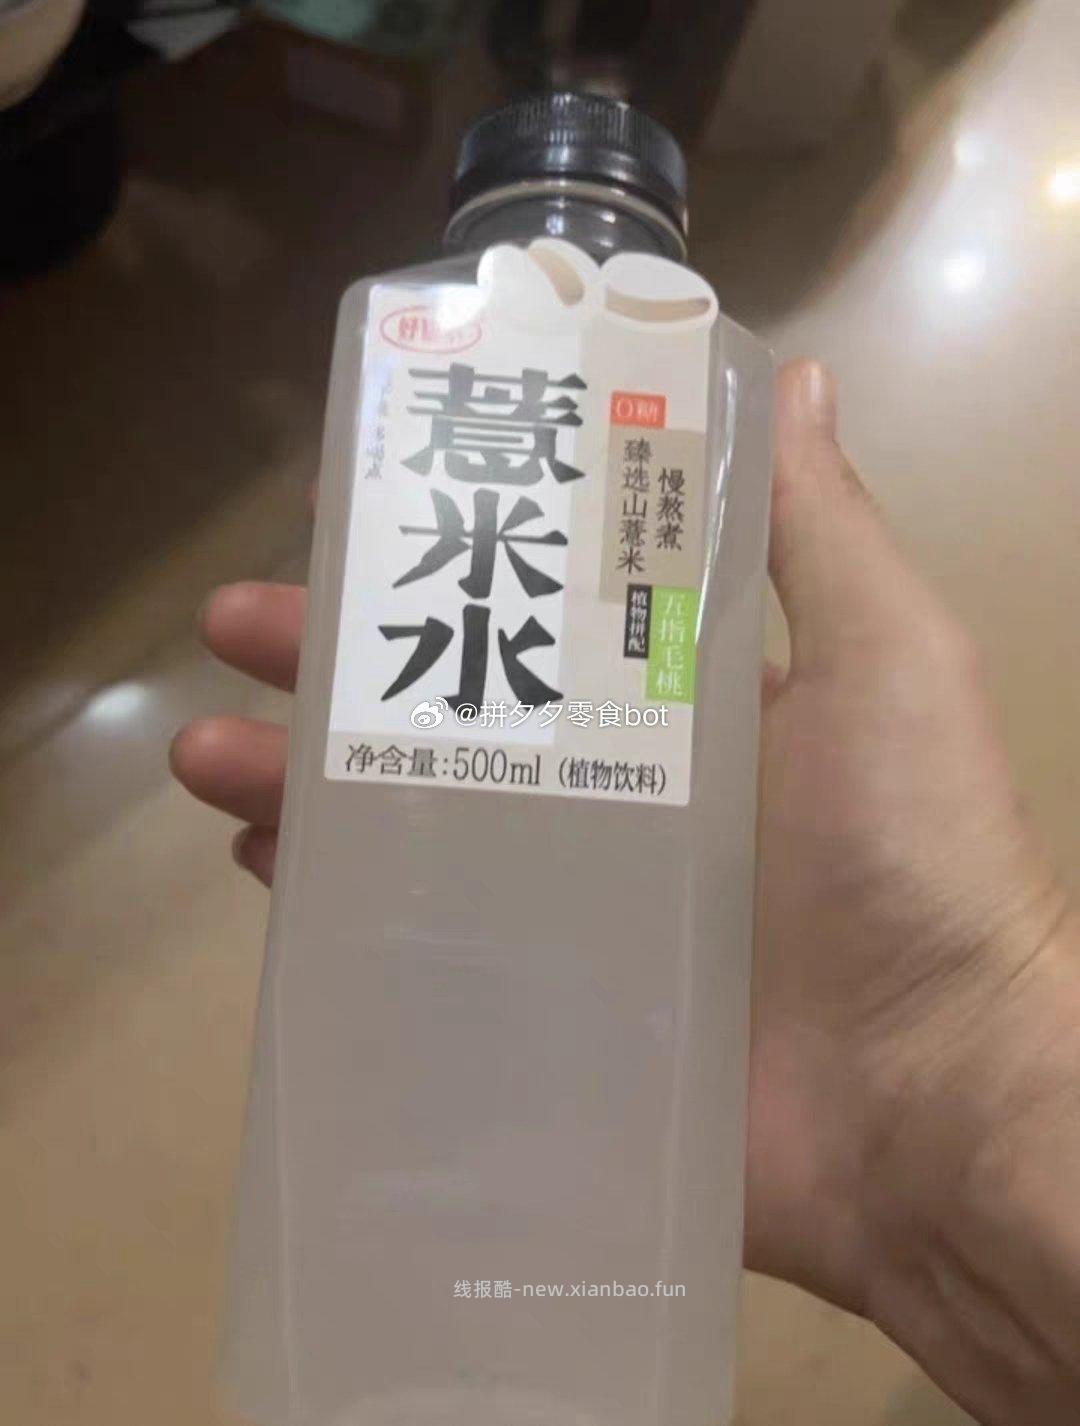 薏米水
0糖
慢熬煮
臻选山薏米
植物拼配
五指毛桃
@拼夕夕零食bot
净含量:500ml (植物饮料)
线报酷-new.xianbao.fun